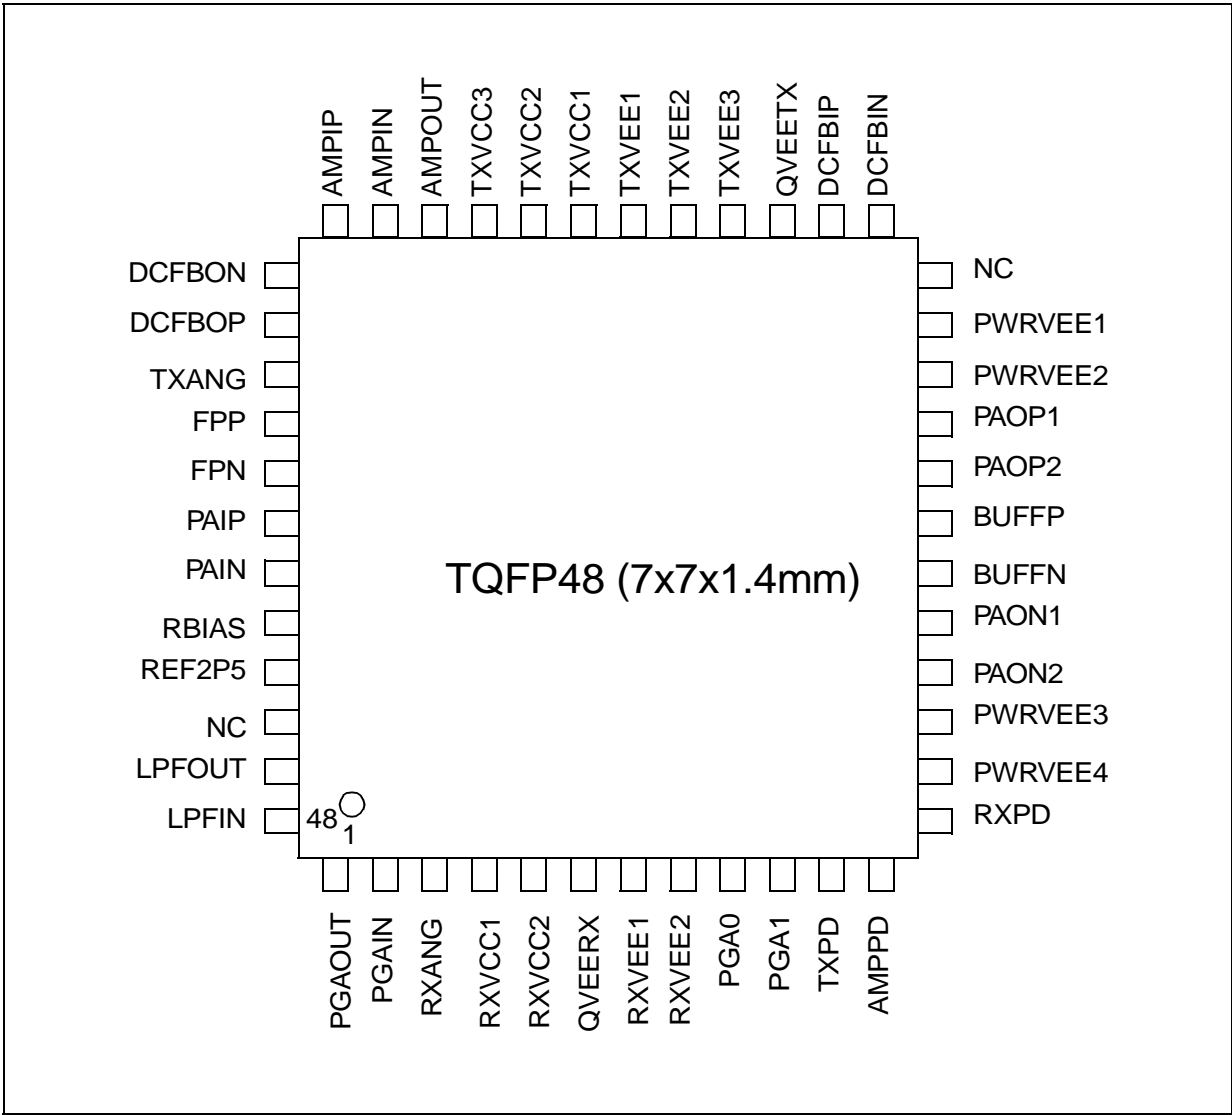 AMPIP
AMPIN
AMPOUT
TXVCC3
TXVCC2
TXVCC1
TXVEE1
TXVEE2
TXVEE3
QVEETX
DCFBIP
DCFBIN
DCFBON
DCFBOP
TXANG
FPP
FPN
PAIP
PAIN
RBIAS
REF2P5
NC
LPFOUT
LPFIN
TQFP48 (7x7x1.4mm)
48
1
NC
PWRVEE1
PWRVEE2
PAOP1
PAOP2
BUFFP
BUFFN
PAON1
PAON2
PWRVEE3
PWRVEE4
RXPD
PGAOUT
PGAIN
RXANG
RXVCC1
RXVCC2
QVEERX
RXVEE1
RXVEE2
PGA0
PGA1
TXPD
AMPPD